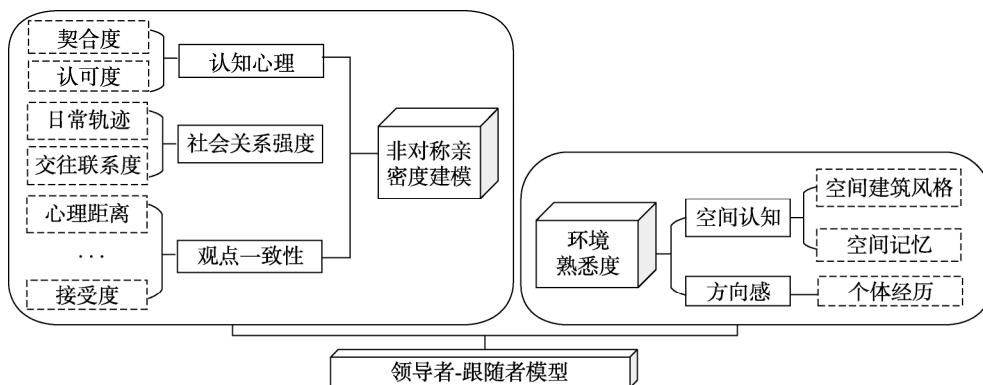 契合度
认可度
认知心理
日常轨迹
交往联系度
社会关系强度
心理距离
...
接受度
观点一致性
非对称亲
密度建模
环境
熟悉度
空间认知
空间建筑风格
空间记忆
方向感
个体经历
领导者-跟随者模型